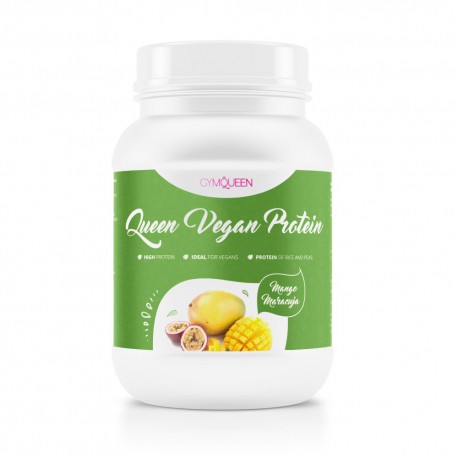 GYMQUEEN
Queen Vegan Protein
HIGH PROTEIN IDEAL FOR VEGANS PROTEIN OF RICE AND PEAS
Mango
Maracuja